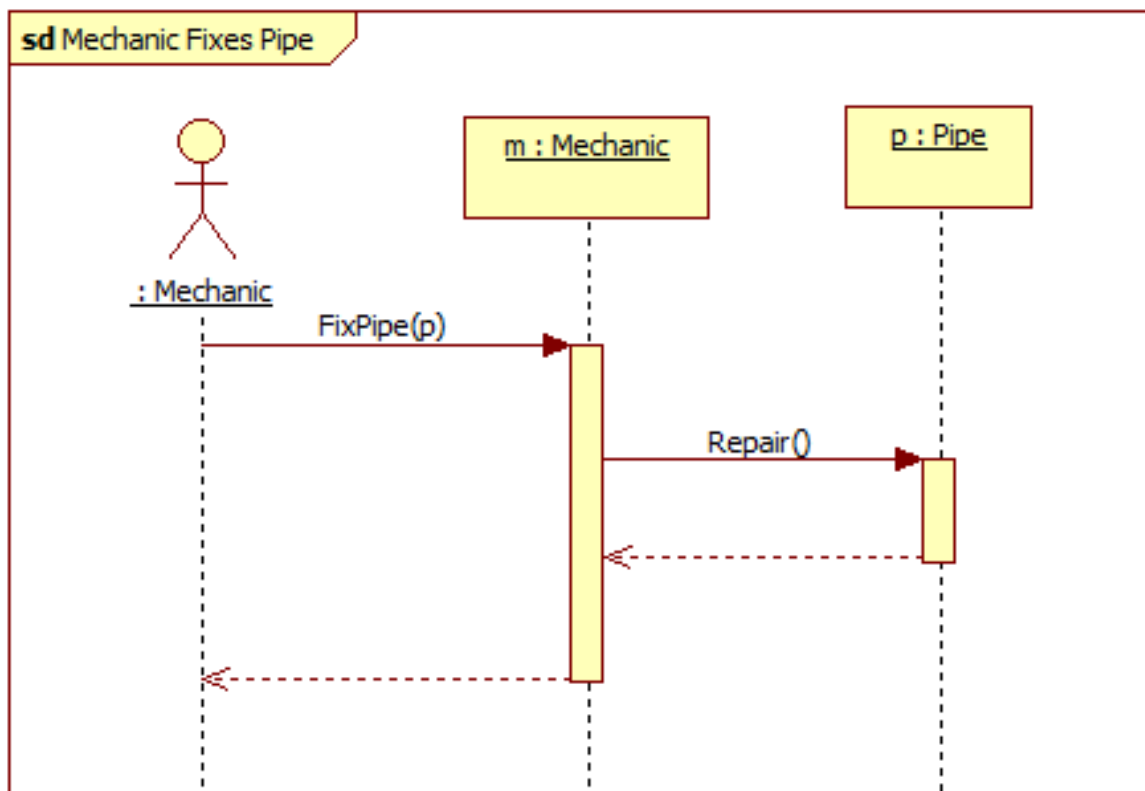 sd Mechanic Fixes Pipe
m : Mechanic
p : Pipe
: Mechanic
FixPipe(p)
Repair()